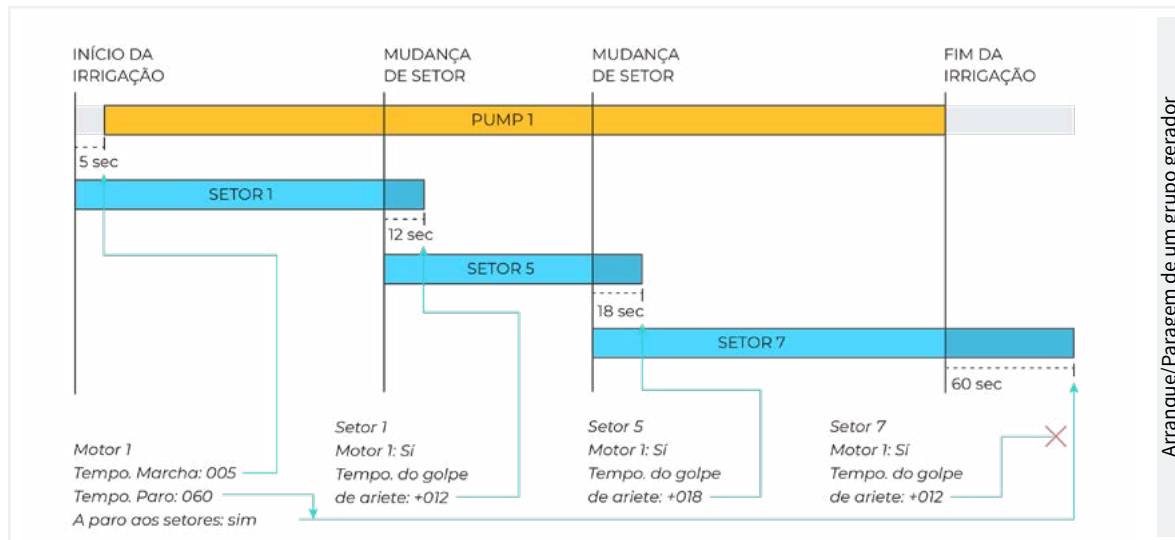 INÍCIO DA
IRRIGAÇÃO
MUDANÇA
DE SETOR
MUDANÇA
DE SETOR
FIM DA
IRRIGAÇÃO
PUMP 1
5 sec
SETOR 1
12 sec
SETOR 5
18 sec
SETOR 7
60 sec
Motor 1
Tempo. Marcha: 005
Tempo. Paro: 060
A paro aos setores: sim
Setor 1
Motor 1: Sí
Tempo. do golpe
de ariete: +012
Setor 5
Motor 1: Sí
Tempo. do golpe
de ariete: +018
Setor 7
Motor 1: Sí
Tempo. do golpe
de ariete: +012
Arranque/Paragem de um grupo gerador